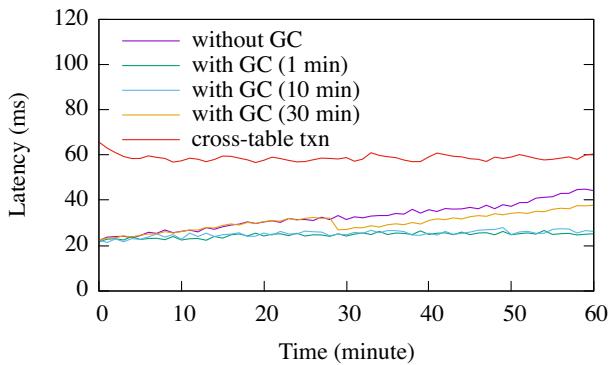 120
100
80
60
40
20
0
Latency (ms)
without GC
with GC (1 min)
with GC (10 min)
with GC (30 min)
cross-table txn
0 10 20 30 40 50 60
Time (minute)